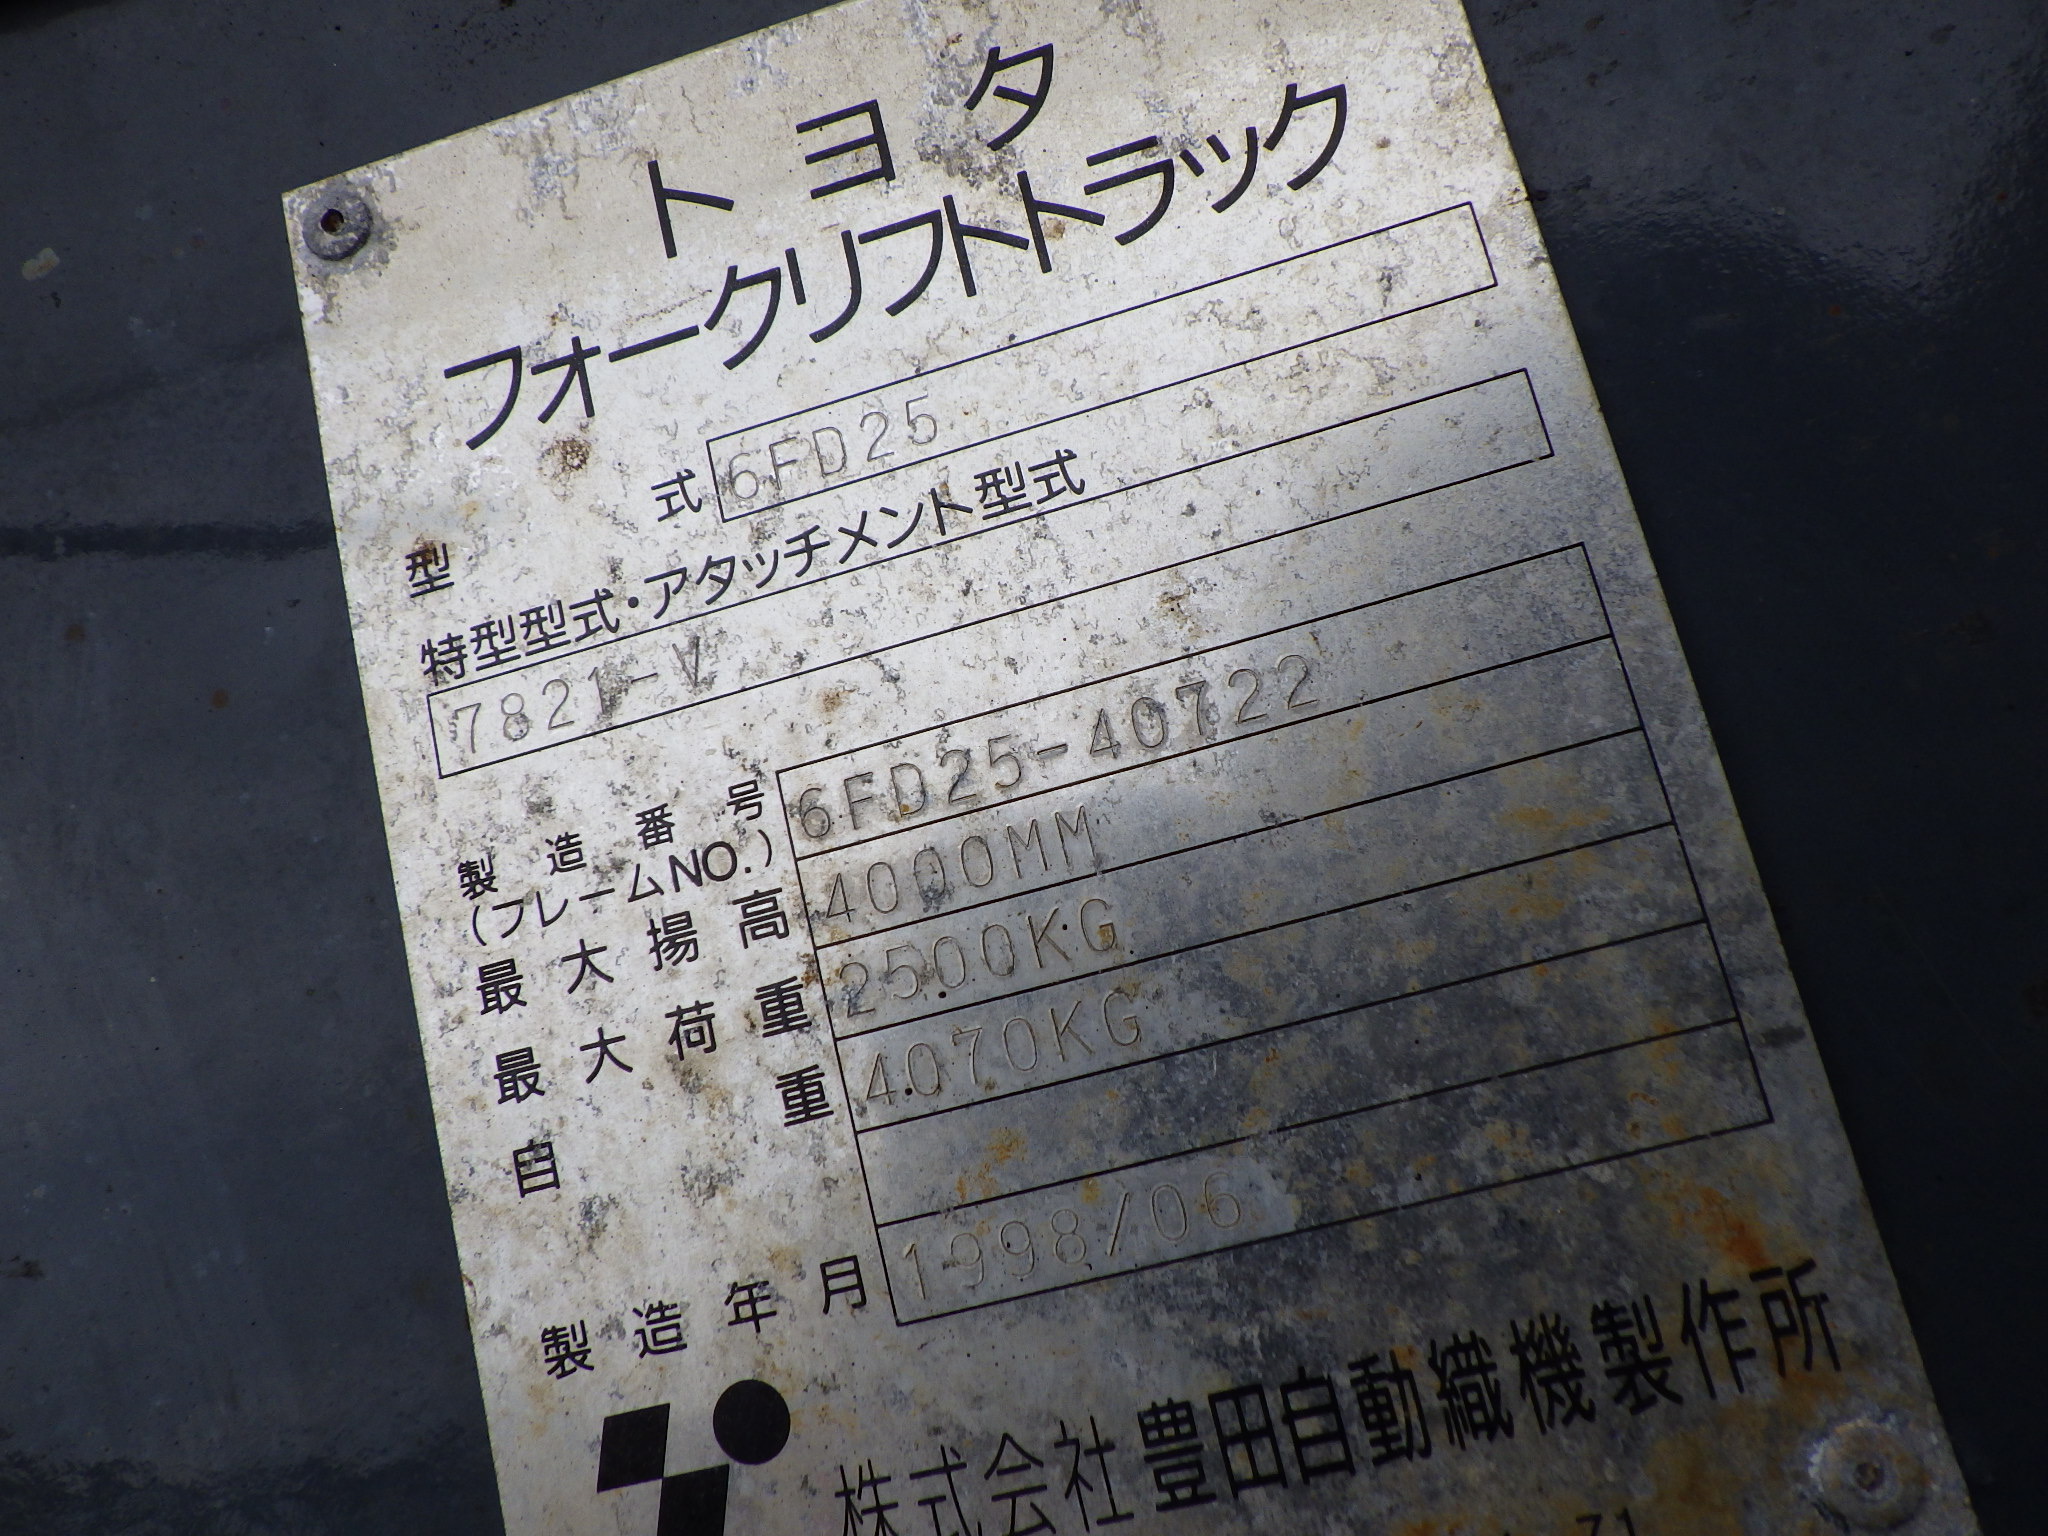 トヨタ
フォークリフトトラック
型式 6FD25
特型型式・アタッチメント型式
7821-V
製造番号 6FD25-40722
(フレームNO.)
最大揚高 4000MM
最大荷重 2500KG
自重 4070KG
製造年月 1998/06
株式会社 豊田自動織機製作所
71